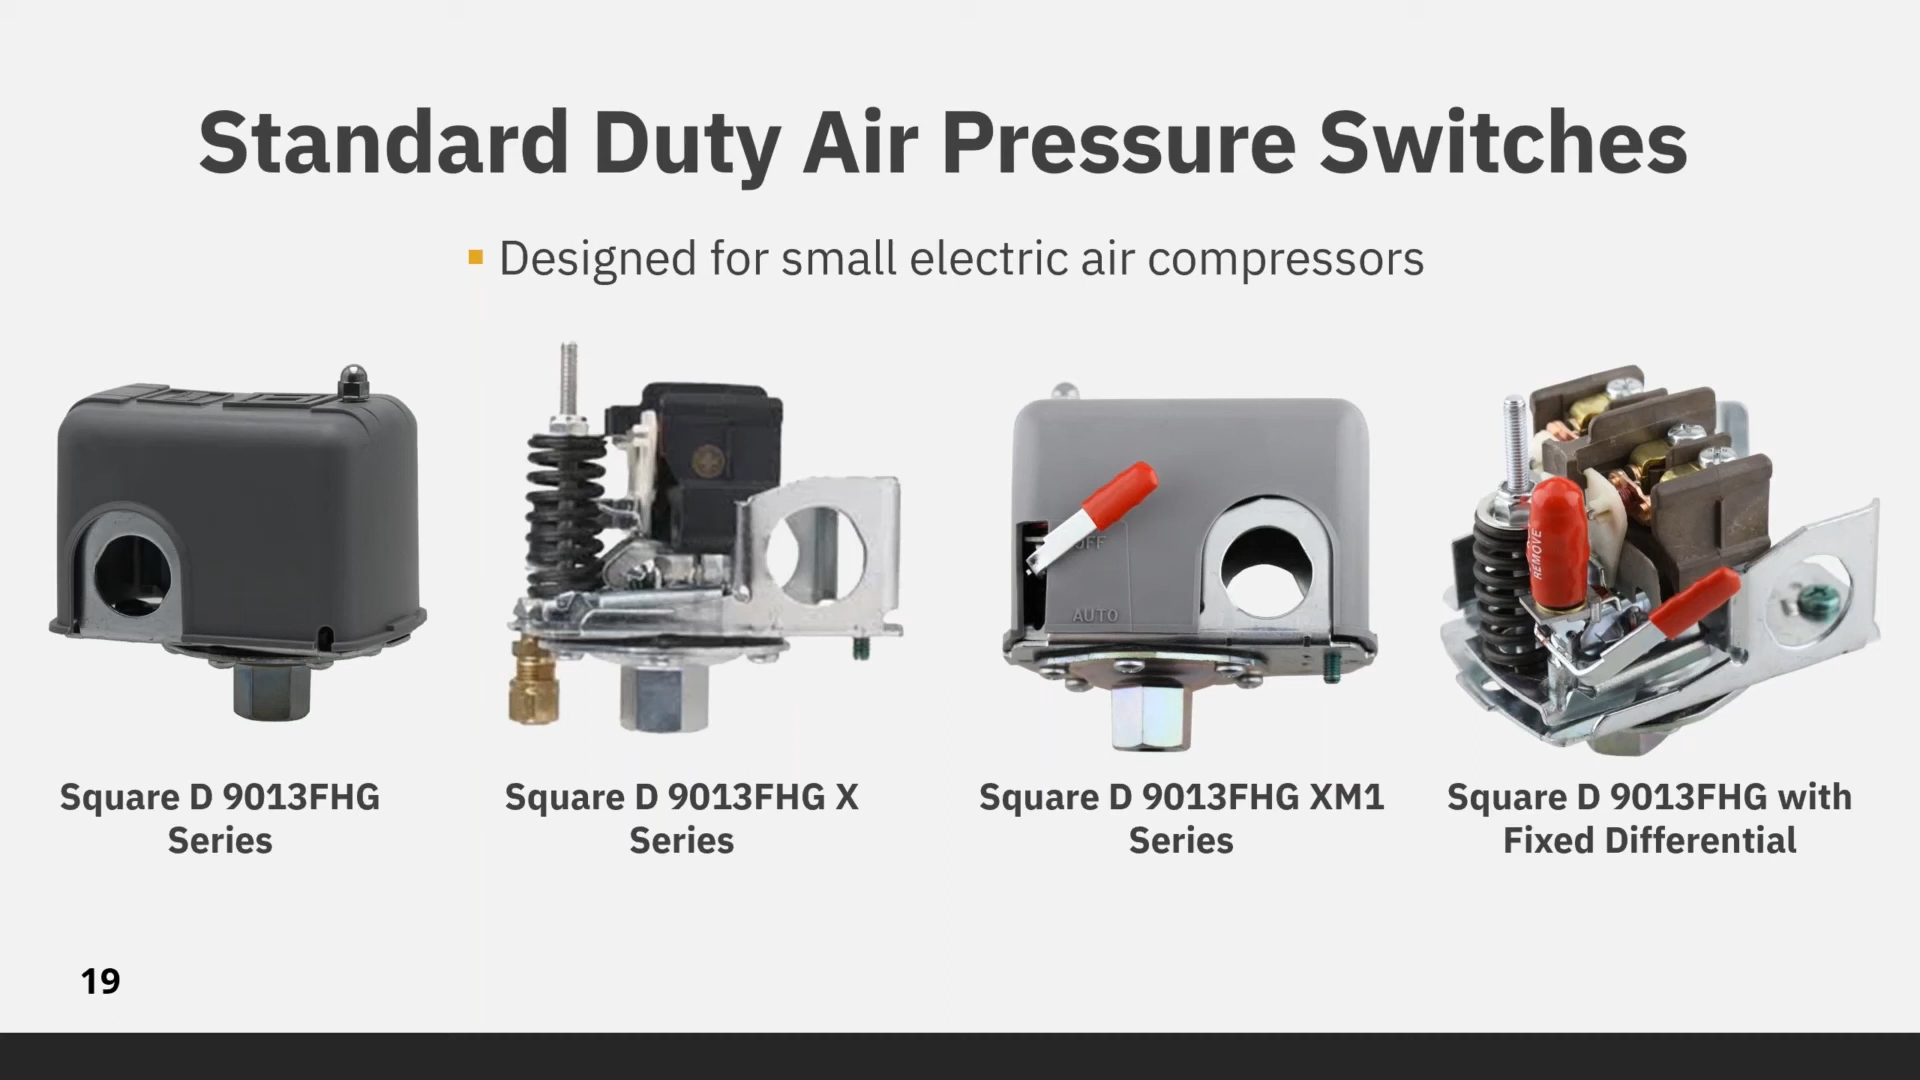 Standard Duty Air Pressure Switches
Designed for small electric air compressors
OFF
AUTO
REMOVE
Square D 9013FHG
Series
Square D 9013FHG X
Series
Square D 9013FHG XM1
Series
Square D 9013FHG with
Fixed Differential
19